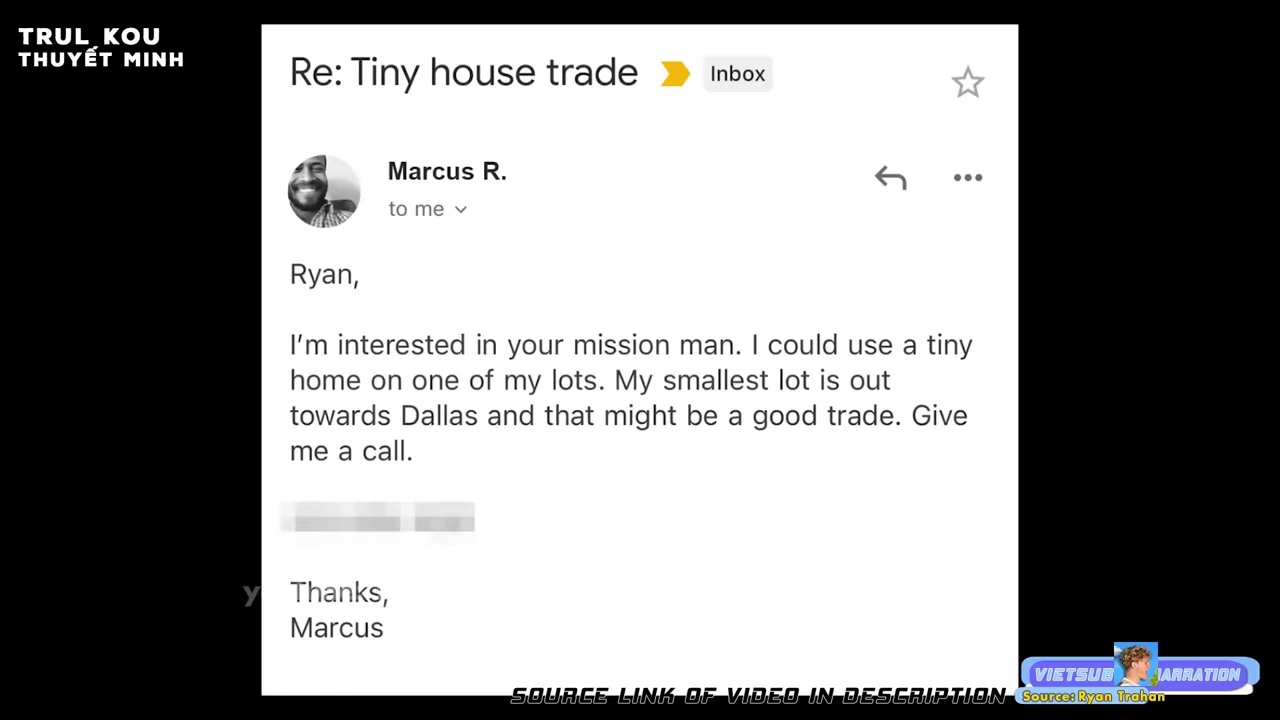 TRUL KOU
THUYẾT MINH
Re: Tiny house trade
Inbox
Marcus R.
to me
Ryan,
I’m interested in your mission man. I could use a tiny
home on one of my lots. My smallest lot is out
towards Dallas and that might be a good trade. Give
me a call.
y
Thanks,
Marcus
VIETSUB
Source: Ryan Trahan
SOURCE LINK OF VIDEO IN DESCRIPTION